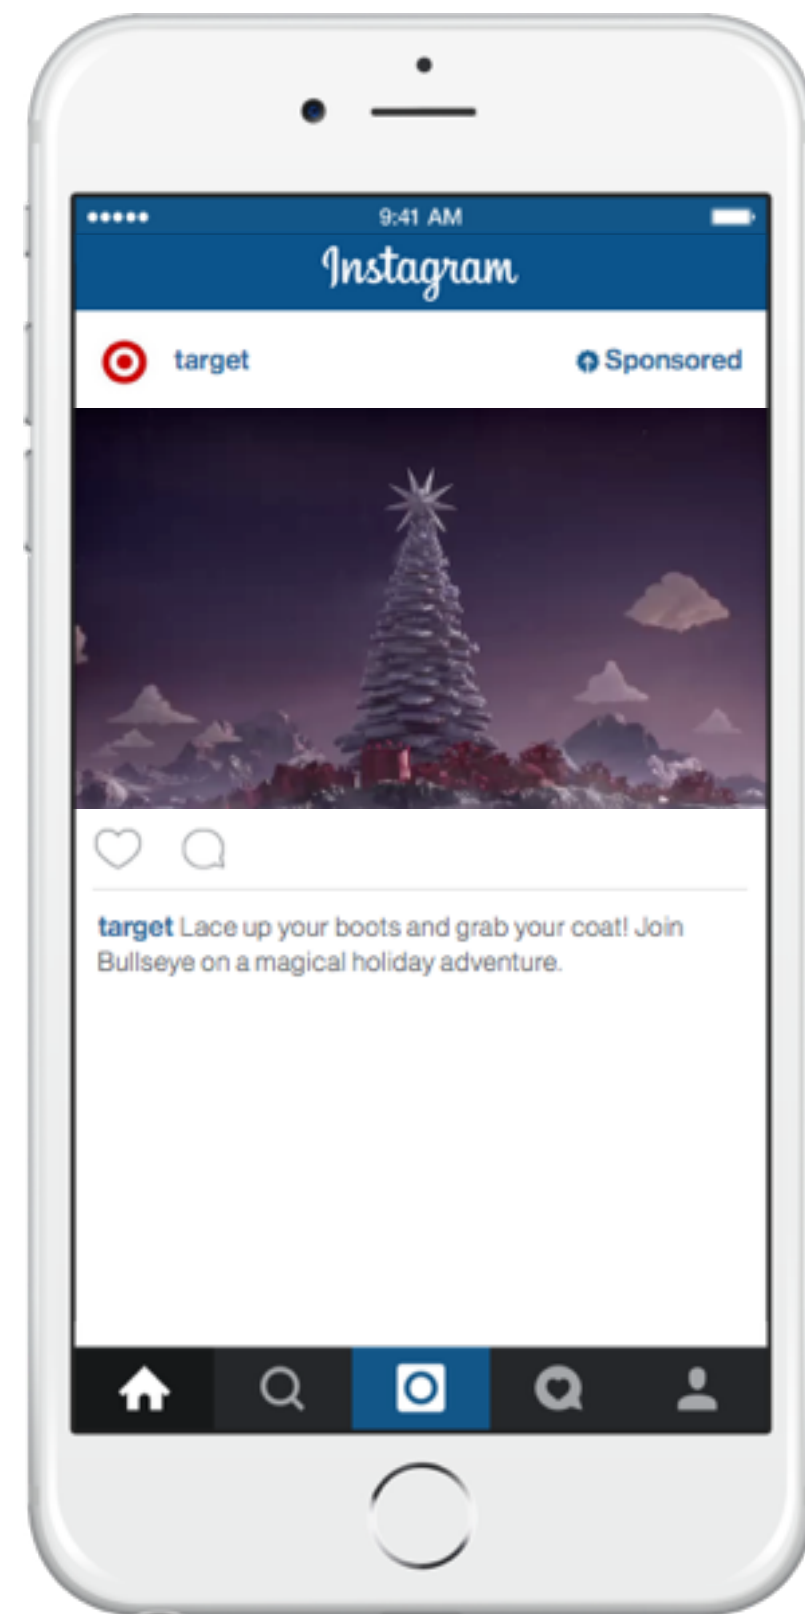 9:41 AM
Instagram
target
Sponsored
target Lace up your boots and grab your coat! Join
Bullseye on a magical holiday adventure.